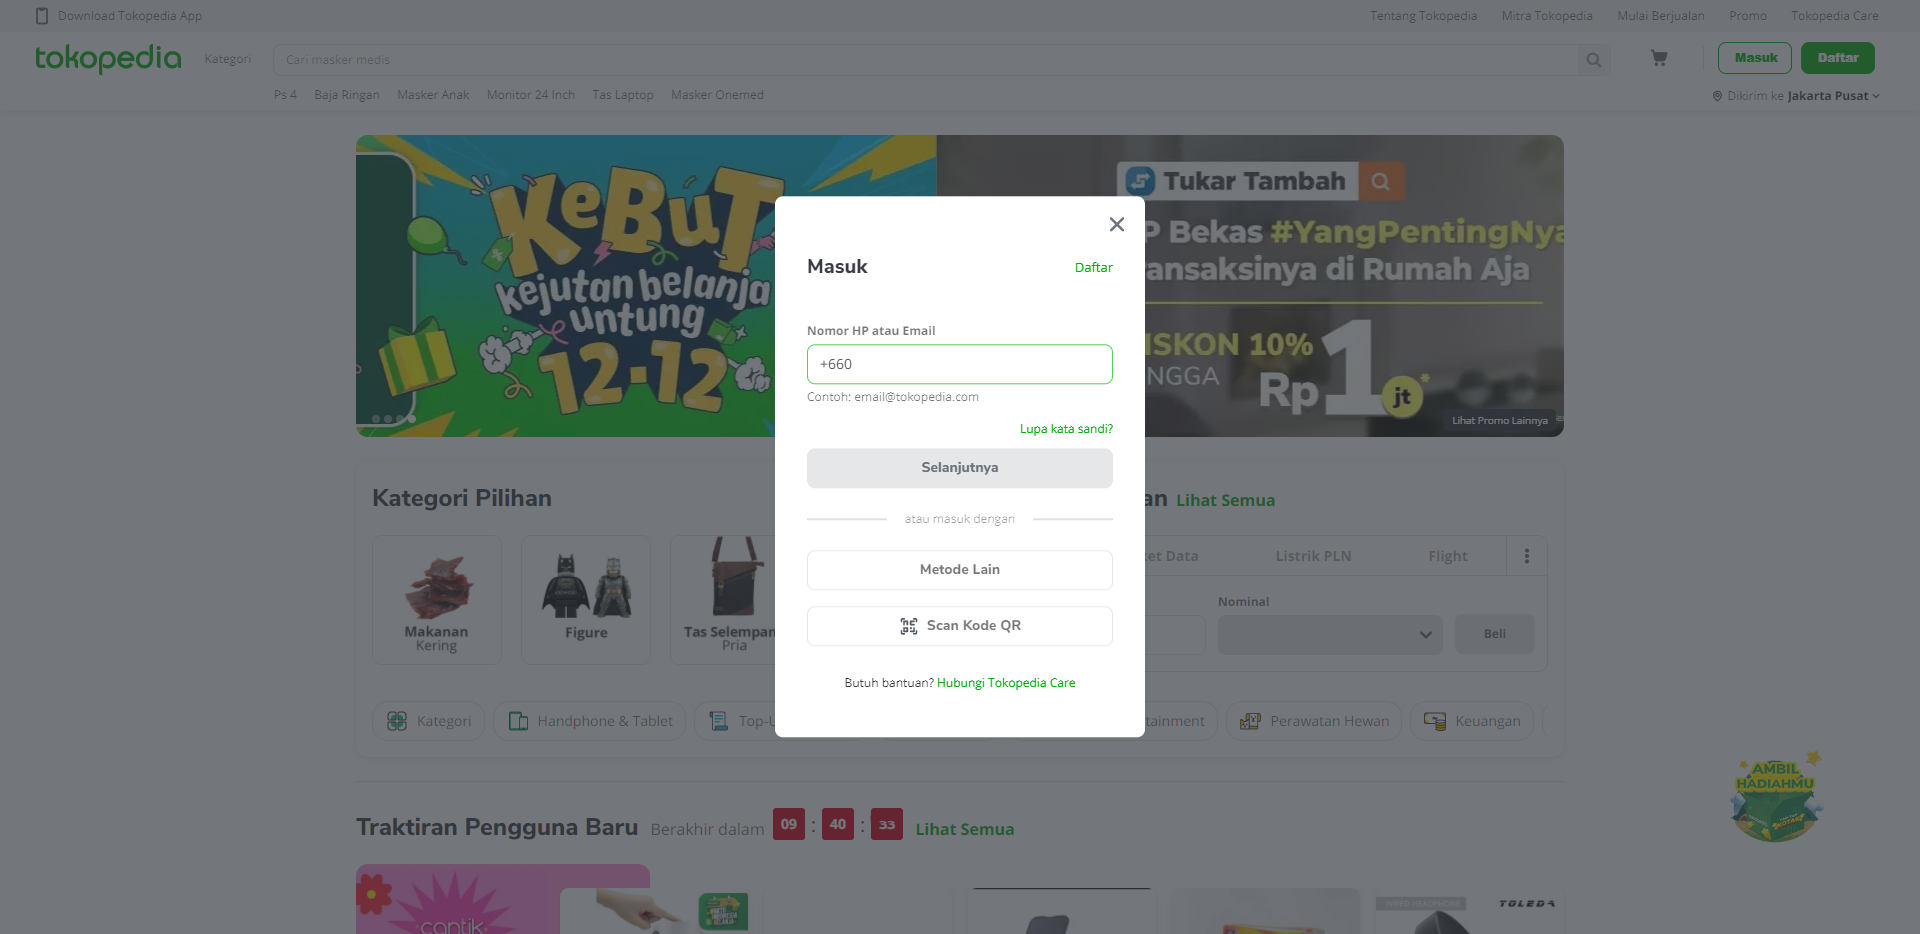 Download Tokopedia App
Tentang Tokopedia
Mitra Tokopedia
Mulai Berjualan
Promo
Tokopedia Care
tokopedia
Kategori
Cari masker medis
Masuk
Daftar
Ps 4
Baja Ringan
Masker Anak
Monitor 24 Inch
Tas Laptop
Masker Onemed
Dikirim ke Jakarta Pusat
KeBUT
kejutan belanja
untung
12.12
Tukar Tambah
P Bekas #YangPentingNya
ansaksinya di Rumah Aja
ISKON 10%
NGGA
Rp1 jt*
Lihat Promo Lainnya
Masuk
Daftar
Nomor HP atau Email
+660
Contoh: email@tokopedia.com
Lupa kata sandi?
Selanjutnya
atau masuk dengan
Metode Lain
Scan Kode QR
Butuh bantuan? Hubungi Tokopedia Care
Kategori Pilihan
an Lihat Semua
Makanan
Kering
Figure
Tas Selempan
Pria
et Data
Listrik PLN
Flight
Nominal
Beli
Kategori
Handphone & Tablet
Top-U
tainment
Perawatan Hewan
Keuangan
AMBIL
HADIAHMU
Traktiran Pengguna Baru
Berakhir dalam
09 : 40 : 33
Lihat Semua
cantik
WIRED HEADPHONE
TOLEDA